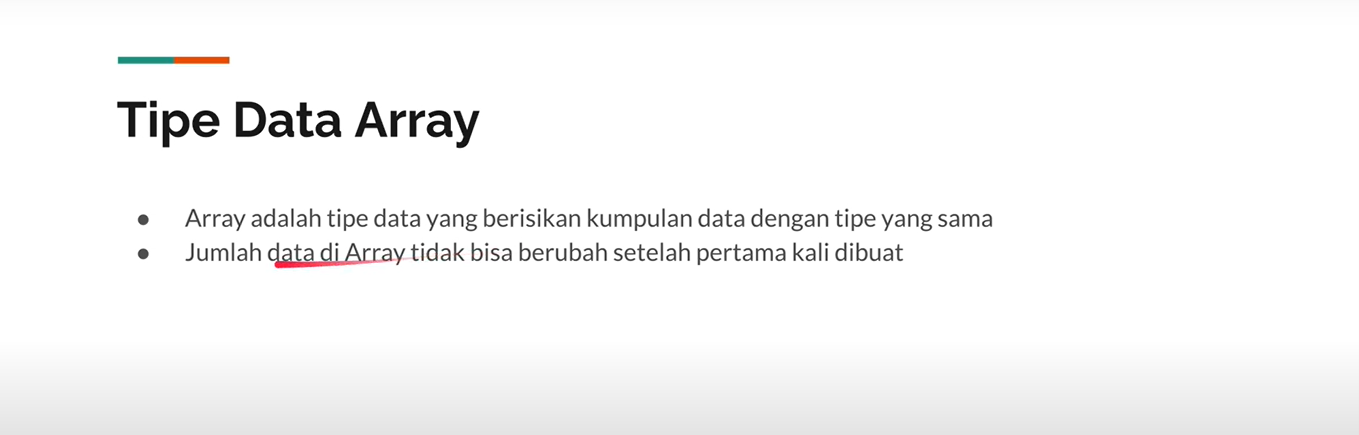 Tipe Data Array
● Array adalah tipe data yang berisikan kumpulan data dengan tipe yang sama
● Jumlah data di Array tidak bisa berubah setelah pertama kali dibuat